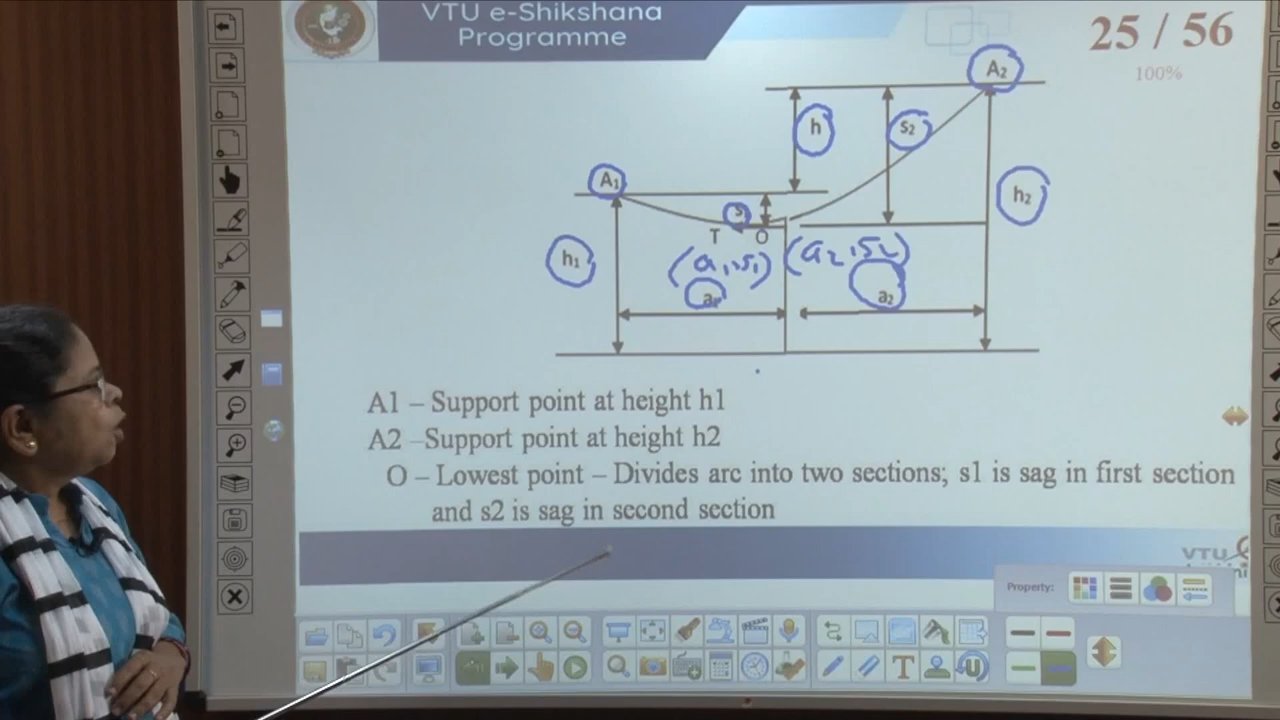 VTU e-Shikshana
Programme
25 / 56
100%
A₂
h
s₂
A₁
s
h₂
T
O
h₁
(a₁,s₁)
(a₂,s₂)
a₁
a₂
A1 – Support point at height h1
A2 –Support point at height h2
O – Lowest point – Divides arc into two sections; s1 is sag in first section
and s2 is sag in second section
VTU
Property:
T